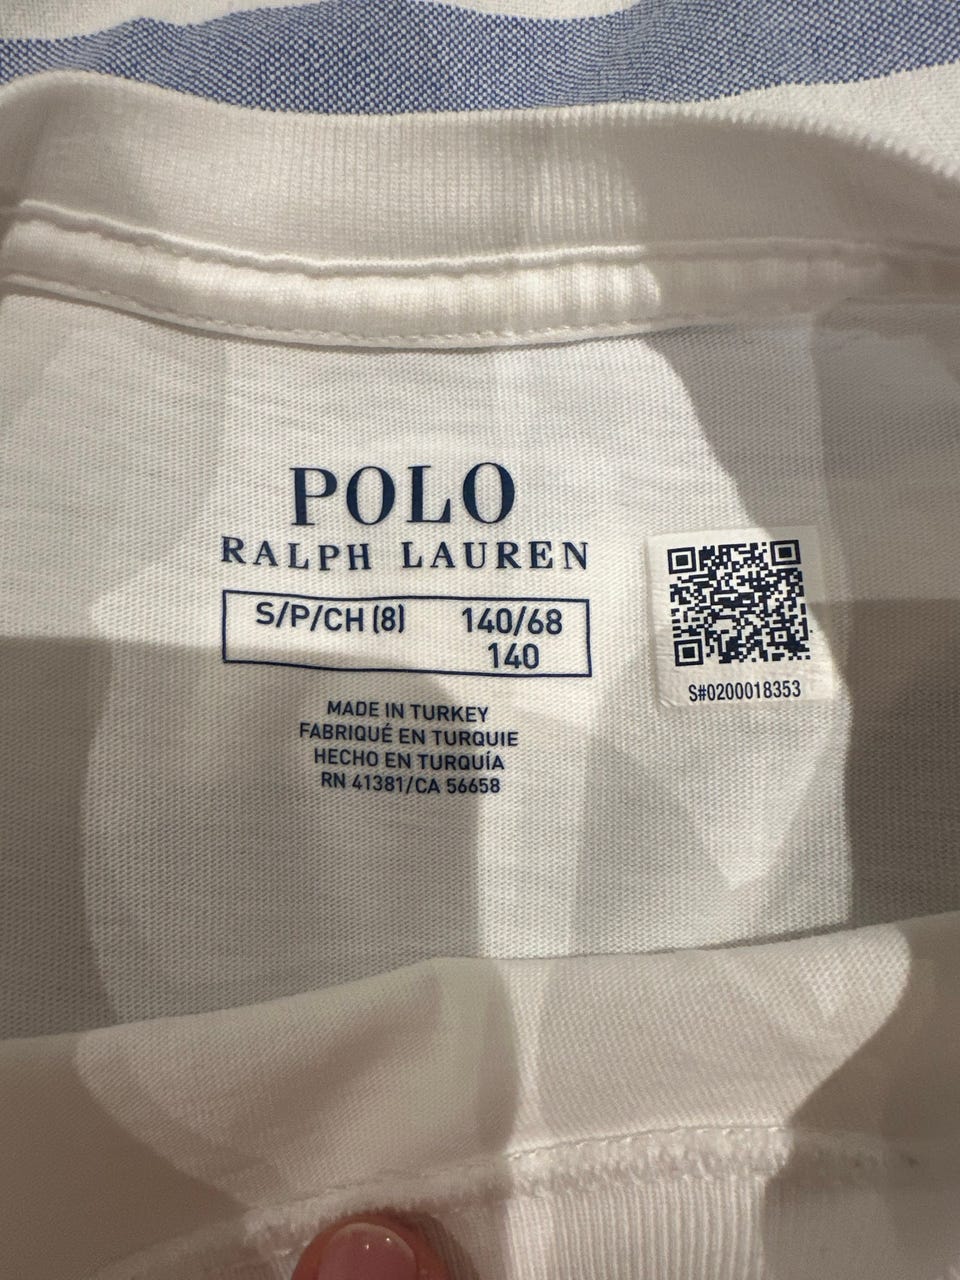 POLO
RALPH LAUREN
S/P/CH (8) 140/68
140
MADE IN TURKEY
FABRIQUÉ EN TURQUIE
HECHO EN TURQUÍA
RN 41381/CA 56658
S#0200018353